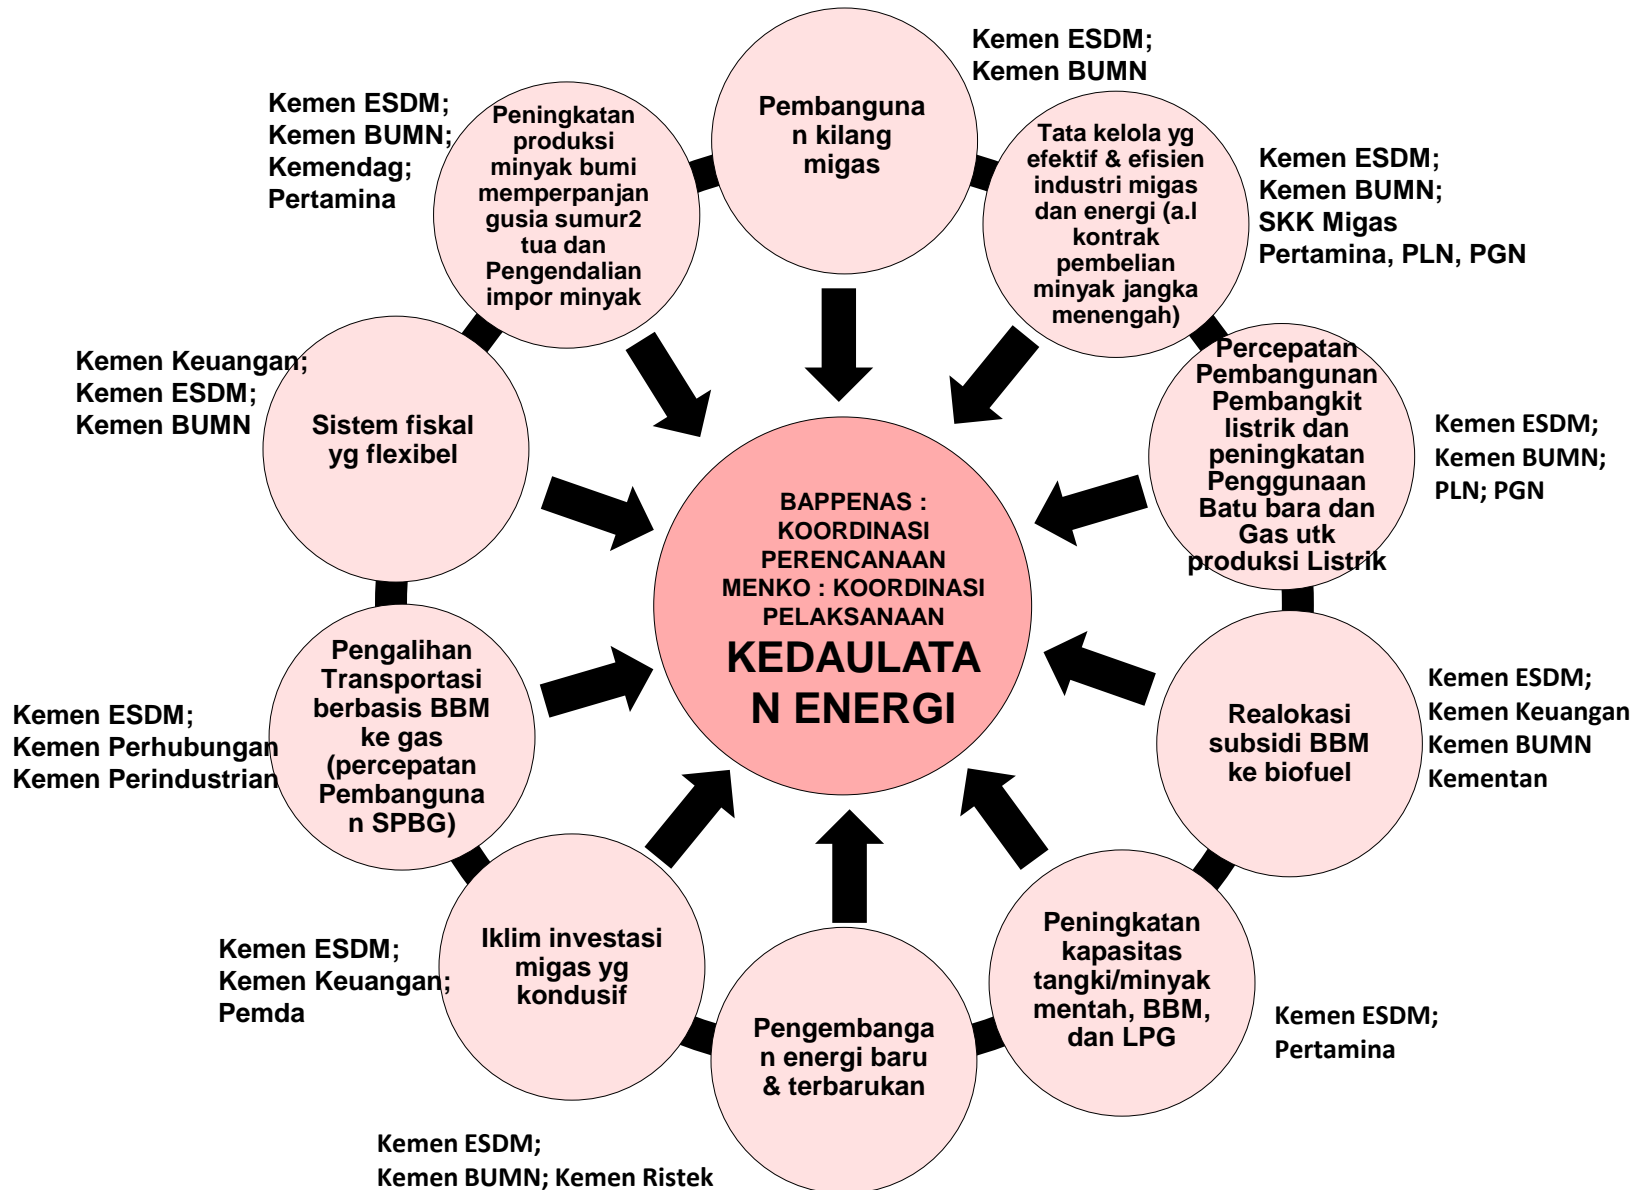 Kemen ESDM;
Kemen BUMN
Pembanguna
n kilang
migas
Kemen ESDM;
Kemen BUMN;
Kemendag;
Pertamina
Peningkatan
produksi
minyak bumi
memperpanjan
gusia sumur2
tua dan
Pengendalian
impor minyak
Tata kelola yg
efektif & efisien
industri migas
dan energi (a.l
kontrak
pembelian
minyak jangka
menengah)
Kemen ESDM;
Kemen BUMN;
SKK Migas
Pertamina, PLN, PGN
Kemen Keuangan;
Kemen ESDM;
Kemen BUMN
Sistem fiskal
yg flexibel
Percepatan
Pembangunan
Pembangkit
listrik dan
peningkatan
Penggunaan
Batu bara dan
Gas utk
produksi Listrik
Kemen ESDM;
Kemen BUMN;
PLN; PGN
BAPPENAS :
KOORDINASI
PERENCANAAN
MENKO : KOORDINASI
PELAKSANAAN
KEDAULATA
N ENERGI
Kemen ESDM;
Kemen Perhubungan
Kemen Perindustrian
Pengalihan
Transportasi
berbasis BBM
ke gas
(percepatan
Pembanguna
n SPBG)
Realokasi
subsidi BBM
ke biofuel
Kemen ESDM;
Kemen Keuangan
Kemen BUMN
Kementan
Kemen ESDM;
Kemen Keuangan;
Pemda
Iklim investasi
migas yg
kondusif
Pengembanga
n energi baru
& terbarukan
Peningkatan
kapasitas
tangki/minyak
mentah, BBM,
dan LPG
Kemen ESDM;
Pertamina
Kemen ESDM;
Kemen BUMN; Kemen Ristek